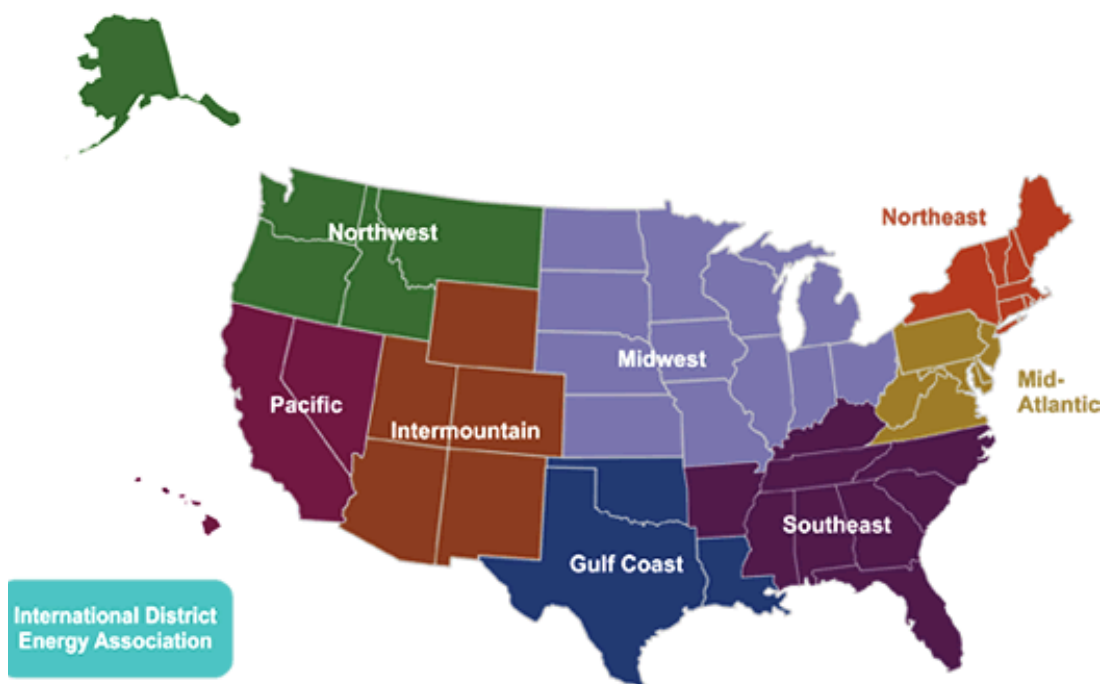 Northeast
Northwest
Midwest
Mid-
Atlantic
Pacific
Intermountain
Southeast
Gulf Coast
International District
Energy Association